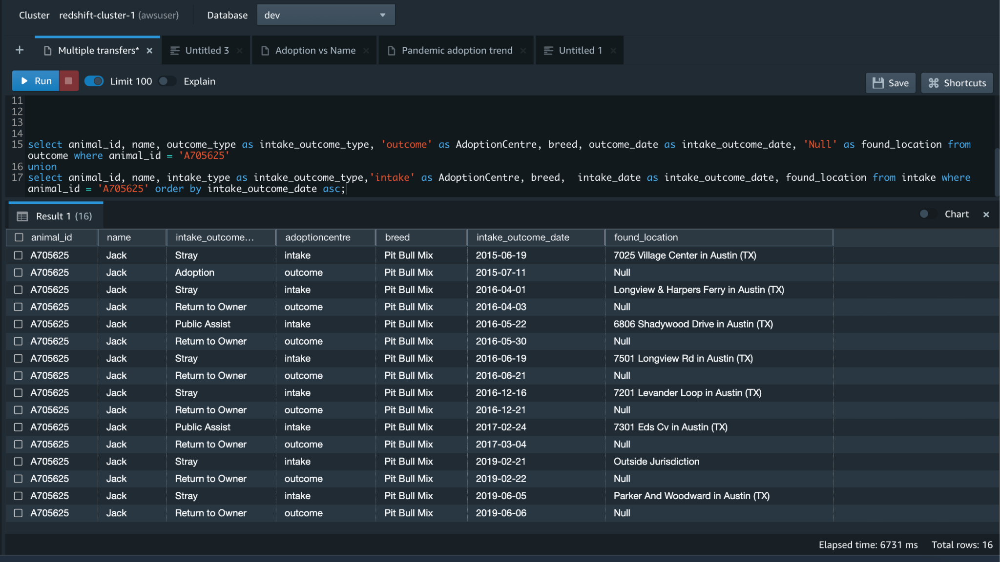 Cluster redshift-cluster-1 (awsuser) Database dev
+ Multiple transfers* × Untitled 3 × Adoption vs Name × Pandemic adoption trend × Untitled 1 ×
Run Limit 100 Explain Save ⌘ Shortcuts
11
12
13
14
15 select animal_id, name, outcome_type as intake_outcome_type, 'outcome' as AdoptionCentre, breed, outcome_date as intake_outcome_date, 'Null' as found_location from
outcome where animal_id = 'A705625'
16 union
17 select animal_id, name, intake_type as intake_outcome_type,'intake' as AdoptionCentre, breed,  intake_date as intake_outcome_date, found_location from intake where
animal_id = 'A705625' order by intake_outcome_date asc;
Result 1 (16) Chart ×
animal_id name intake_outcome... adoptioncentre breed intake_outcome_date found_location
A705625 Jack Stray intake Pit Bull Mix 2015-06-19 7025 Village Center in Austin (TX)
A705625 Jack Adoption outcome Pit Bull Mix 2015-07-11 Null
A705625 Jack Stray intake Pit Bull Mix 2016-04-01 Longview & Harpers Ferry in Austin (TX)
A705625 Jack Return to Owner outcome Pit Bull Mix 2016-04-03 Null
A705625 Jack Public Assist intake Pit Bull Mix 2016-05-22 6806 Shadywood Drive in Austin (TX)
A705625 Jack Return to Owner outcome Pit Bull Mix 2016-05-30 Null
A705625 Jack Stray intake Pit Bull Mix 2016-06-19 7501 Longview Rd in Austin (TX)
A705625 Jack Return to Owner outcome Pit Bull Mix 2016-06-21 Null
A705625 Jack Stray intake Pit Bull Mix 2016-12-16 7201 Levander Loop in Austin (TX)
A705625 Jack Return to Owner outcome Pit Bull Mix 2016-12-21 Null
A705625 Jack Public Assist intake Pit Bull Mix 2017-02-24 7301 Eds Cv in Austin (TX)
A705625 Jack Return to Owner outcome Pit Bull Mix 2017-03-04 Null
A705625 Jack Stray intake Pit Bull Mix 2019-02-21 Outside Jurisdiction
A705625 Jack Return to Owner outcome Pit Bull Mix 2019-02-22 Null
A705625 Jack Stray intake Pit Bull Mix 2019-06-05 Parker And Woodward in Austin (TX)
A705625 Jack Return to Owner outcome Pit Bull Mix 2019-06-06 Null
Elapsed time: 6731 ms Total rows: 16